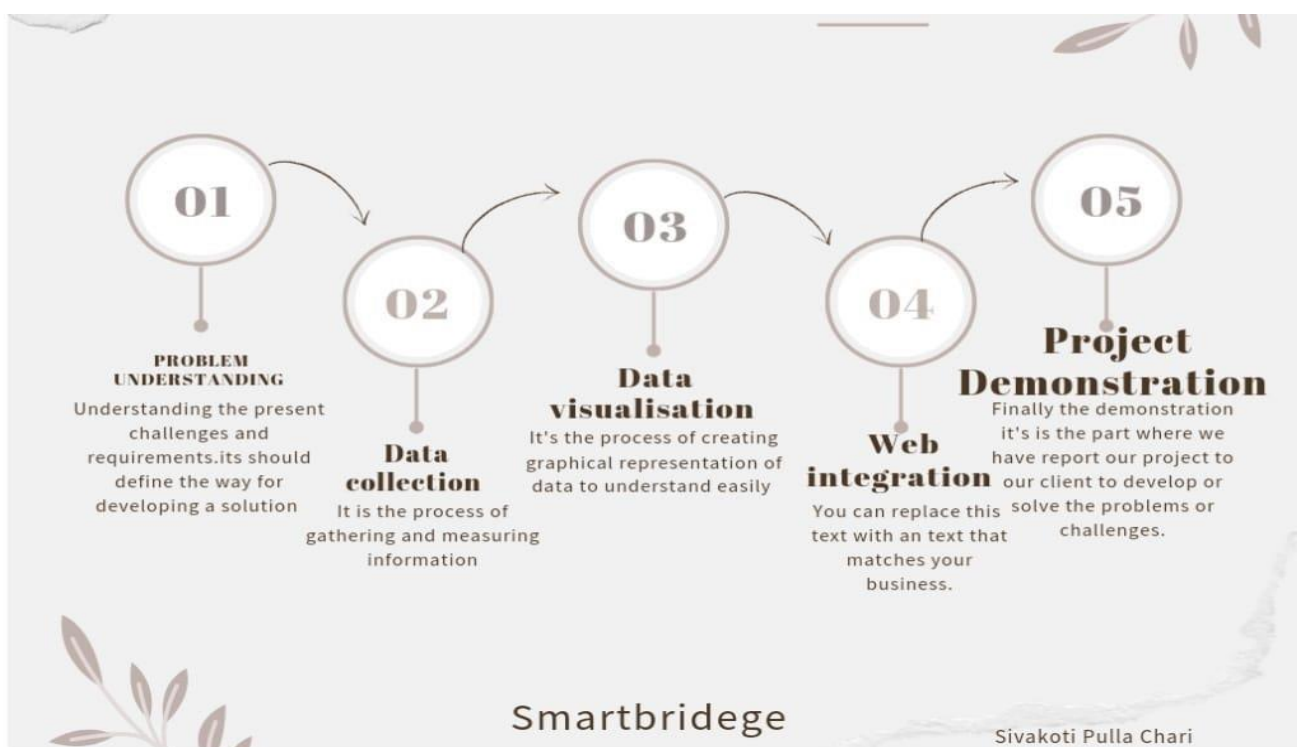 01
PROBLEM
UNDERSTANDING
Understanding the present
challenges and
requirements.its should
define the way for
developing a solution
02
Data
collection
It is the process of
gathering and measuring
information
03
Data
visualisation
It's the process of creating
graphical representation of
data to understand easily
04
Web
integration
You can replace this
text with an text that
matches your
business.
05
Project
Demonstration
Finally the demonstration
it's is the part where we
have report our project to
our client to develop or
solve the problems or
challenges.
Smartbridege
Sivakoti Pulla Chari